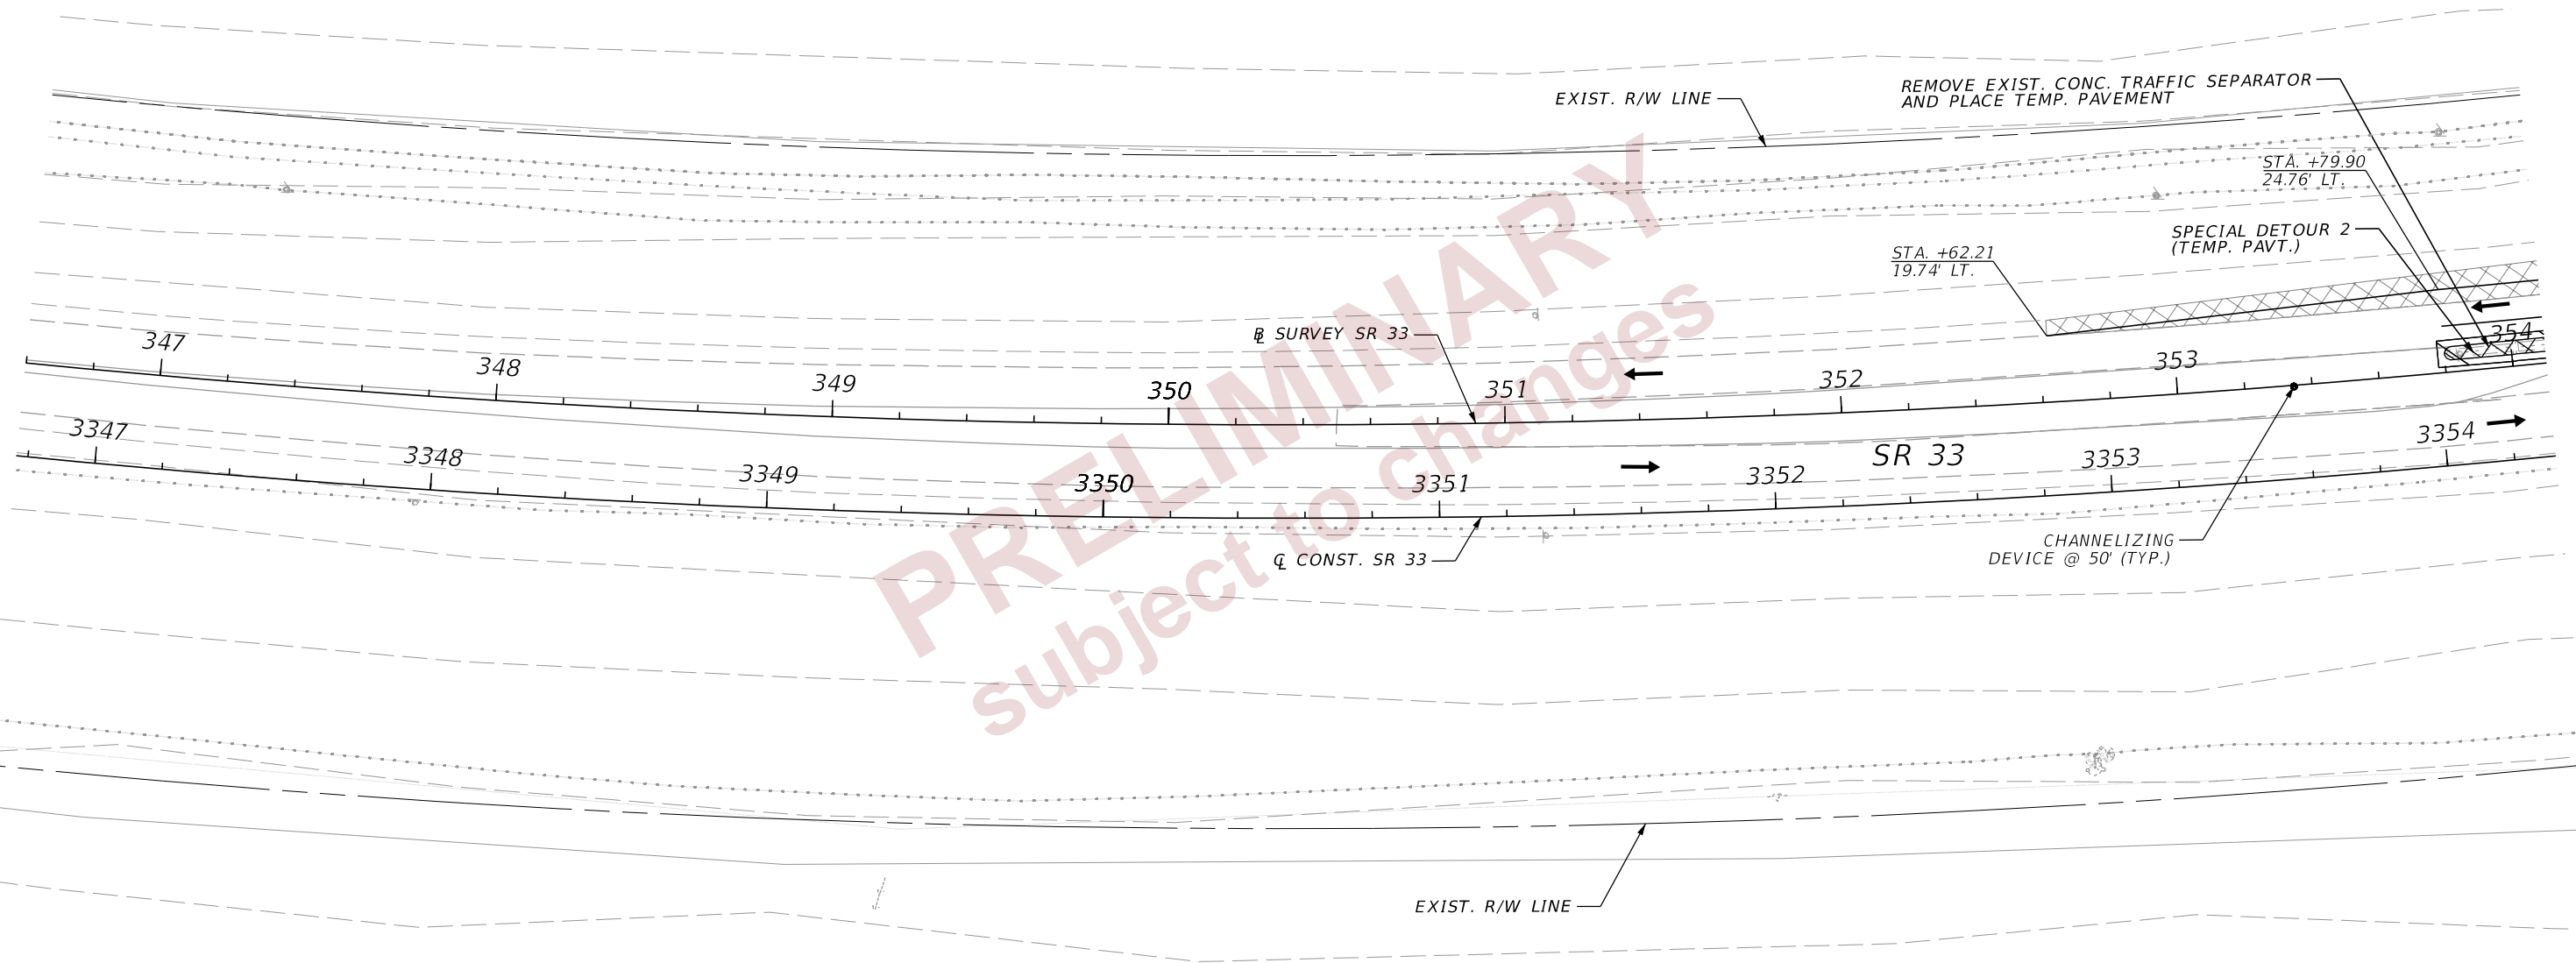 REMOVE EXIST. CONC. TRAFFIC SEPARATOR
AND PLACE TEMP. PAVEMENT
EXIST. R/W LINE
STA. +79.90
24.76' LT.
SPECIAL DETOUR 2
(TEMP. PAVT.)
STA. +62.21
19.74' LT.
℄ SURVEY SR 33
347
348
349
350
351
352
353
354
3347
3348
3349
3350
3351
3352
3353
3354
SR 33
℄ CONST. SR 33
CHANNELIZING
DEVICE @ 50' (TYP.)
EXIST. R/W LINE
PRELIMINARY
subject to changes